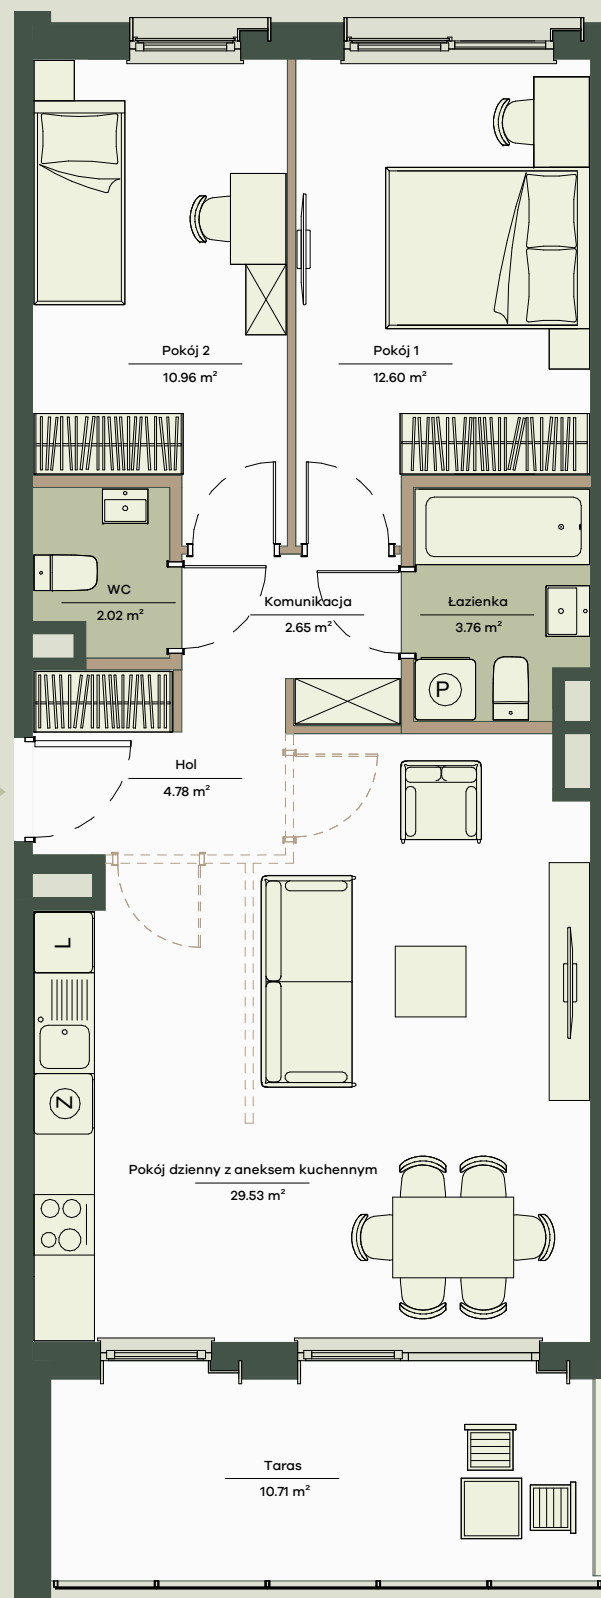 Pokój 2
10.96 m²
Pokój 1
12.60 m²
WC
2.02 m²
Komunikacja
2.65 m²
Łazienka
3.76 m²
P
Hol
4.78 m²
L
Z
Pokój dzienny z aneksem kuchennym
29.53 m²
Taras
10.71 m²